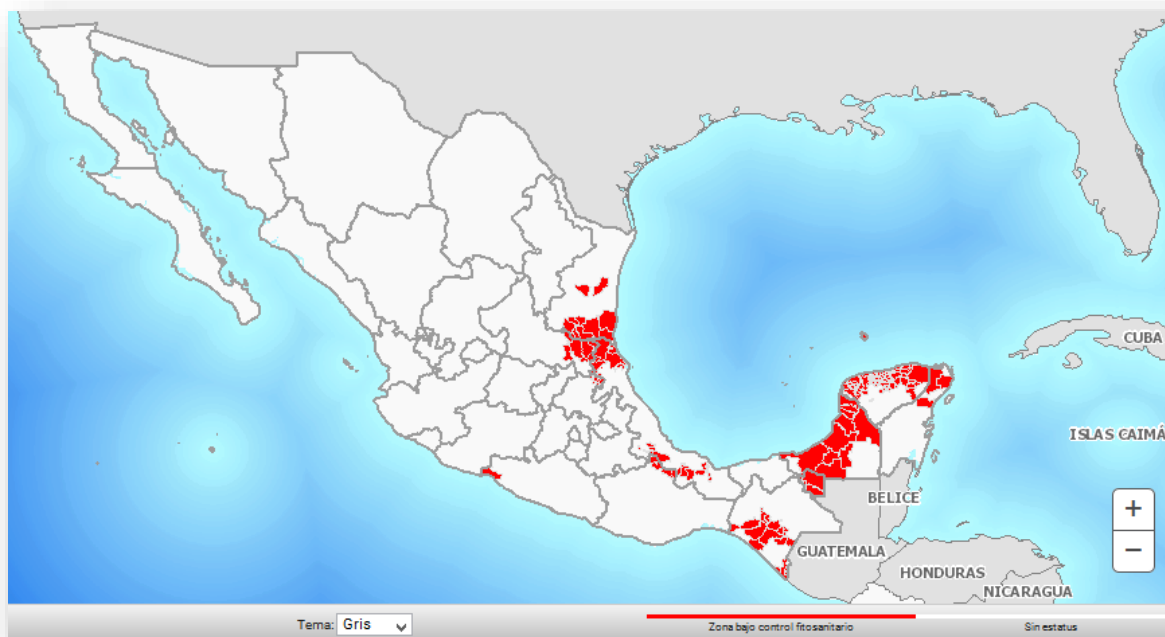 CUBA
ISLAS CAIMÁ
BELICE
GUATEMALA
HONDURAS
NICARAGUA
+
−
Tema: Gris
Zona bajo control fitosanitario
Sin estatus